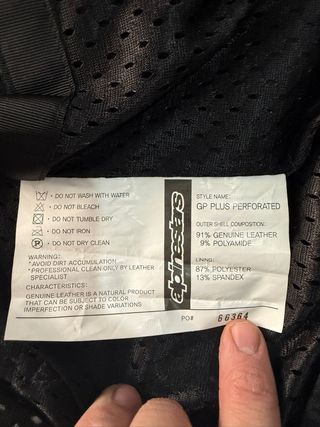 · DO NOT WASH WITH WATER
· DO NOT BLEACH
· DO NOT TUMBLE DRY
· DO NOT IRON
P · DO NOT DRY CLEAN
WARNING:
*AVOID DIRT ACCUMULATION
*PROFESSIONAL CLEAN ONLY BY LEATHER
SPECIALIST
CHARACTERISTICS:
GENUINE LEATHER IS A NATURAL PRODUCT
THAT CAN BE SUBJECT TO COLOR
IMPERFECTION OR SHADE VARIATIONS
alpinestars
STYLE NAME:
GP PLUS PERFORATED
OUTER SHELL COMPOSITION:
91% GENUINE LEATHER
9% POLYAMIDE
LINING:
87% POLYESTER
13% SPANDEX
PO# 66364